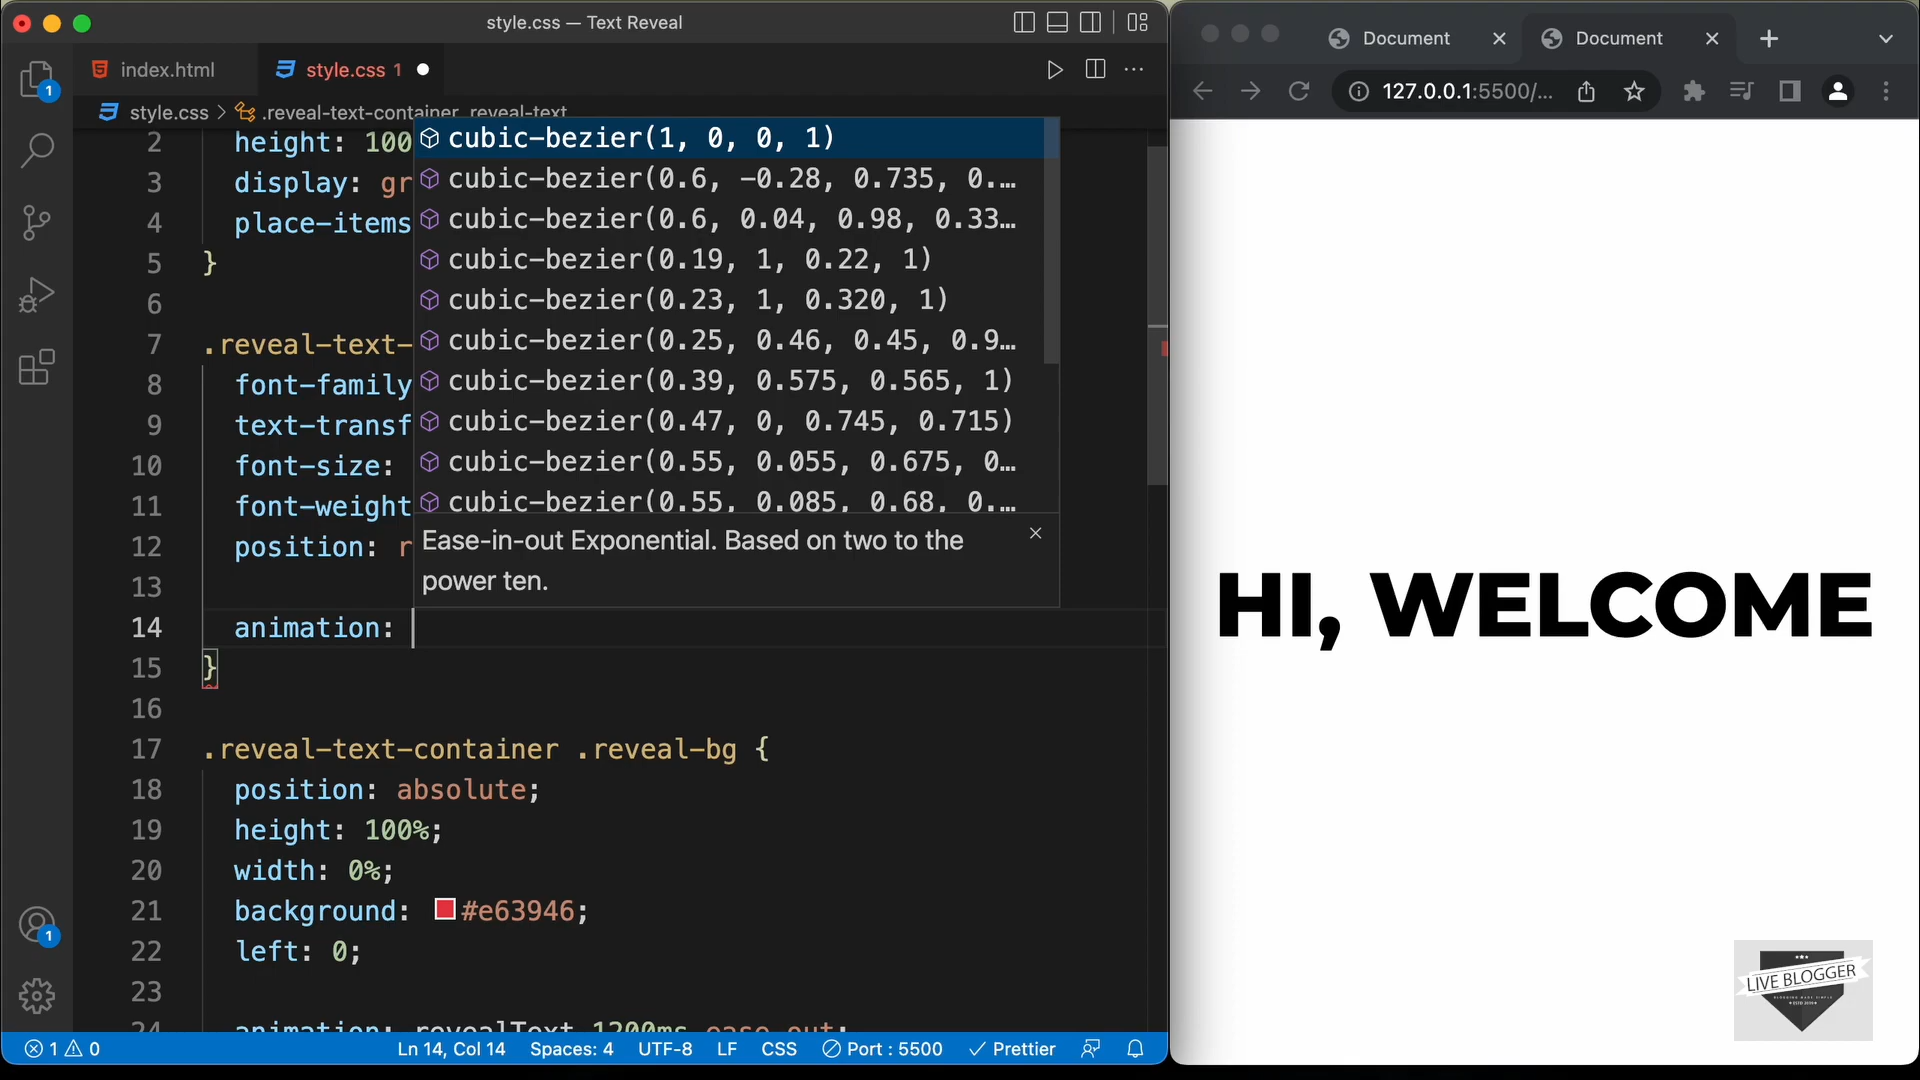 style.css — Text Reveal
index.html
style.css 1
style.css > .reveal-text-container .reveal-text
2 height: 100
3 display: gr
4 place-items
5 }
6
7 .reveal-text-
8 font-family
9 text-transf
10 font-size:
11 font-weight
12 position: r
13
14 animation:
15 }
16
17 .reveal-text-container .reveal-bg {
18 position: absolute;
19 height: 100%;
20 width: 0%;
21 background: #e63946;
22 left: 0;
23
24 animation: revealText 1200ms ease-out;
cubic-bezier(1, 0, 0, 1)
cubic-bezier(0.6, -0.28, 0.735, 0.…
cubic-bezier(0.6, 0.04, 0.98, 0.33…
cubic-bezier(0.19, 1, 0.22, 1)
cubic-bezier(0.23, 1, 0.320, 1)
cubic-bezier(0.25, 0.46, 0.45, 0.9…
cubic-bezier(0.39, 0.575, 0.565, 1)
cubic-bezier(0.47, 0, 0.745, 0.715)
cubic-bezier(0.55, 0.055, 0.675, 0…
cubic-bezier(0.55, 0.085, 0.68, 0.…
Ease-in-out Exponential. Based on two to the
power ten.
1
1
1 0 Ln 14, Col 14 Spaces: 4 UTF-8 LF CSS Port : 5500 Prettier
Document
Document
127.0.0.1:5500/...
HI, WELCOME
LIVE BLOGGER